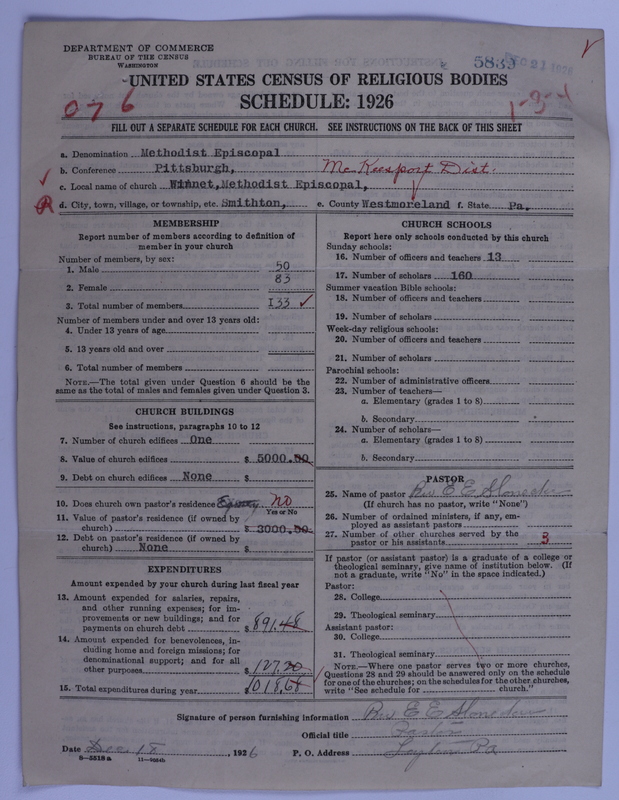 DEPARTMENT OF COMMERCE
BUREAU OF THE CENSUS
WASHINGTON
5839
DEC 21 1926
UNITED STATES CENSUS OF RELIGIOUS BODIES
SCHEDULE: 1926
076
1-3-1
FILL OUT A SEPARATE SCHEDULE FOR EACH CHURCH. SEE INSTRUCTIONS ON THE BACK OF THIS SHEET
a. Denomination Methodist Episcopal
b. Conference Pittsburgh, McKeesport Dist.
c. Local name of church Winnet, Methodist Episcopal,
d. City, town, village, or township, etc. Smithton, e. County Westmoreland f. State Pa.
MEMBERSHIP
Report number of members according to definition of
member in your church
Number of members, by sex:
1. Male 50
2. Female 83
3. Total number of members 133
Number of members under and over 13 years old:
4. Under 13 years of age
5. 13 years old and over
6. Total number of members
NOTE.—The total given under Question 6 should be the
same as the total of males and females given under Question 3.
CHURCH BUILDINGS
See instructions, paragraphs 10 to 12
7. Number of church edifices One
8. Value of church edifices $ 5000.00
9. Debt on church edifices None $
10. Does church own pastor's residence No
Yes or No
11. Value of pastor's residence (if owned by
church) $ 3000.00
12. Debt on pastor's residence (if owned by
church) None $
EXPENDITURES
Amount expended by your church during last fiscal year
13. Amount expended for salaries, repairs,
and other running expenses; for im-
provements or new buildings; and for
payments on church debt $ 891.48
14. Amount expended for benevolences, in-
cluding home and foreign missions; for
denominational support; and for all
other purposes $ 127.20
15. Total expenditures during year $ 1018.68
CHURCH SCHOOLS
Report here only schools conducted by this church
Sunday schools:
16. Number of officers and teachers 13
17. Number of scholars 160
Summer vacation Bible schools:
18. Number of officers and teachers
19. Number of scholars
Week-day religious schools:
20. Number of officers and teachers
21. Number of scholars
Parochial schools:
22. Number of administrative officers
23. Number of teachers—
a. Elementary (grades 1 to 8)
b. Secondary
24. Number of scholars—
a. Elementary (grades 1 to 8)
b. Secondary
PASTOR
25. Name of pastor Rev E E
(If church has no pastor, write "None")
26. Number of ordained ministers, if any, em-
ployed as assistant pastors
27. Number of other churches served by the
pastor or his assistants 3
If pastor (or assistant pastor) is a graduate of a college or
theological seminary, give name of institution below. (If
not a graduate, write "No" in the space indicated.)
Pastor:
28. College
29. Theological seminary
Assistant pastor:
30. College
31. Theological seminary
NOTE.—Where one pastor serves two or more churches,
Questions 28 and 29 should be answered only on the schedule
for one of the churches; on the schedules for the other churches,
write "See schedule for church."
Signature of person furnishing information Rev E E
Official title Pastor
Date Dec 18, 1926 P. O. Address Layton Pa
8-5518a 11-9664b